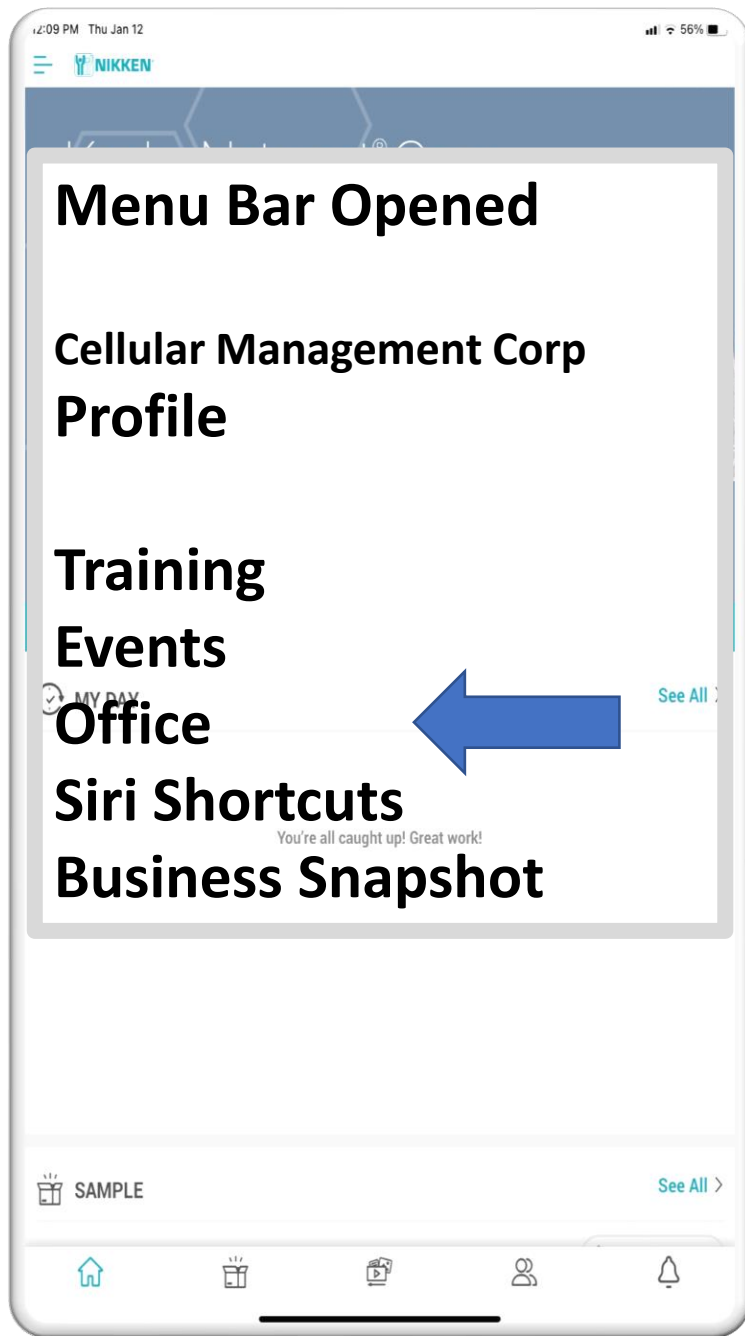 12:09 PM Thu Jan 12
56%
NIKKEN
Menu Bar Opened
Cellular Management Corp
Profile
Training
Events
MY DAY
See All >
Office
Siri Shortcuts
You're all caught up! Great work!
Business Snapshot
SAMPLE
See All >